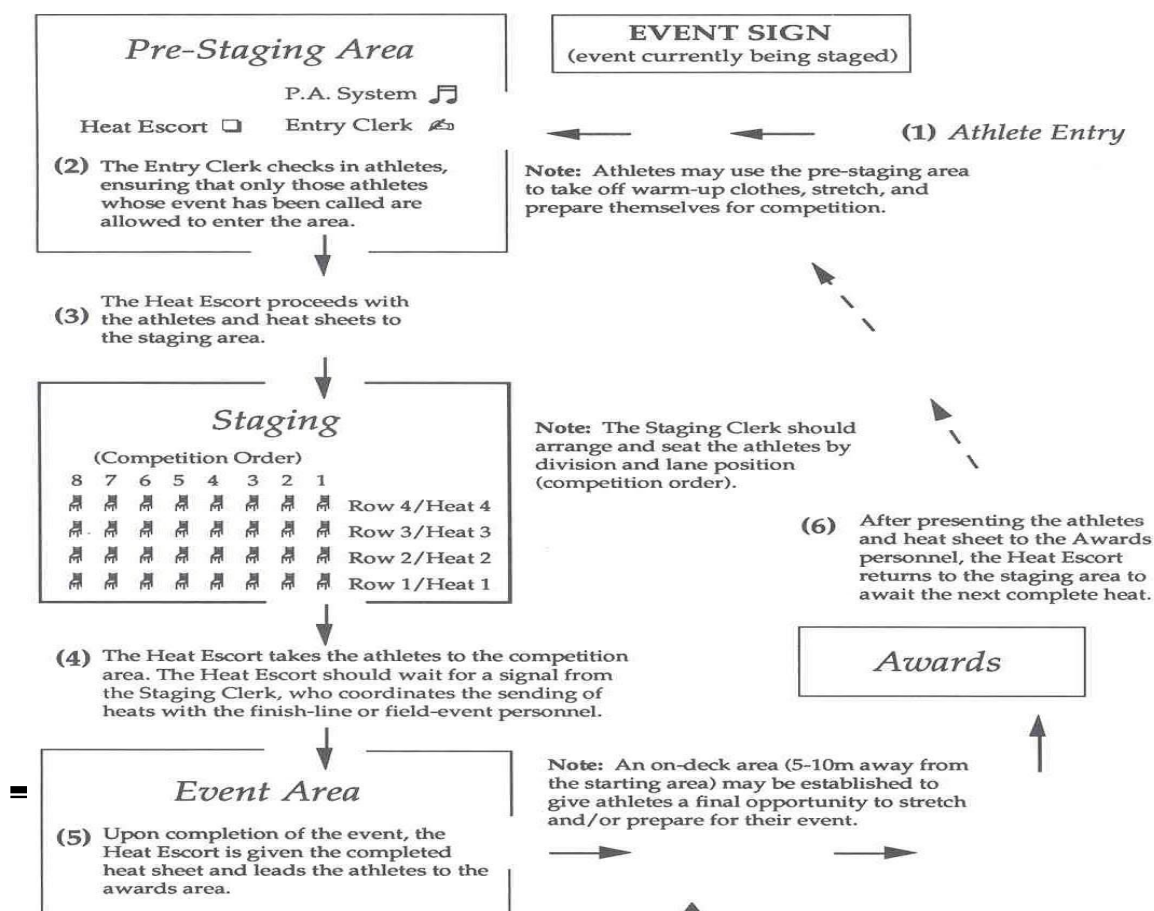 Pre-Staging Area
P.A. System
Heat Escort
Entry Clerk
(2) The Entry Clerk checks in athletes,
ensuring that only those athletes
whose event has been called are
allowed to enter the area.
EVENT SIGN
(event currently being staged)
(1) Athlete Entry
Note: Athletes may use the pre-staging area
to take off warm-up clothes, stretch, and
prepare themselves for competition.
(3) The Heat Escort proceeds with
the athletes and heat sheets to
the staging area.
Staging
(Competition Order)
8 7 6 5 4 3 2 1
Row 4/Heat 4
Row 3/Heat 3
Row 2/Heat 2
Row 1/Heat 1
Note: The Staging Clerk should
arrange and seat the athletes by
division and lane position
(competition order).
(4) The Heat Escort takes the athletes to the competition
area. The Heat Escort should wait for a signal from
the Staging Clerk, who coordinates the sending of
heats with the finish-line or field-event personnel.
Event Area
(5) Upon completion of the event, the
Heat Escort is given the completed
heat sheet and leads the athletes to the
awards area.
Note: An on-deck area (5-10m away from
the starting area) may be established to
give athletes a final opportunity to stretch
and/or prepare for their event.
Awards
(6) After presenting the athletes
and heat sheet to the Awards
personnel, the Heat Escort
returns to the staging area to
await the next complete heat.